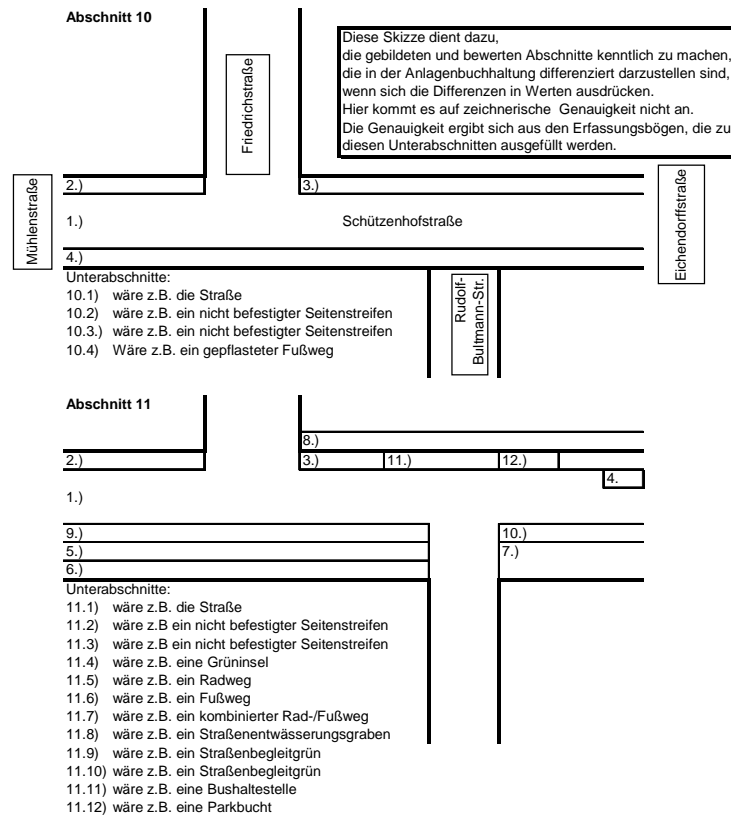 Abschnitt 10
Diese Skizze dient dazu,
die gebildeten und bewerten Abschnitte kenntlich zu machen,
die in der Anlagenbuchhaltung differenziert darzustellen sind,
wenn sich die Differenzen in Werten ausdrücken.
Hier kommt es auf zeichnerische Genauigkeit nicht an.
Die Genauigkeit ergibt sich aus den Erfassungsbögen, die zu
diesen Unterabschnitten ausgefüllt werden.
Friedrichstraße
Mühlenstraße
2.)
3.)
Eichendorffstraße
1.)
Schützenhofstraße
4.)
Unterabschnitte:
10.1) wäre z.B. die Straße
10.2) wäre z.B. ein nicht befestigter Seitenstreifen
10.3.) wäre z.B. ein nicht befestigter Seitenstreifen
10.4) Wäre z.B. ein gepflasteter Fußweg
Rudolf-
Bultmann-Str.
Abschnitt 11
8.)
2.)
3.)
11.)
12.)
4.
1.)
9.)
10.)
5.)
7.)
6.)
Unterabschnitte:
11.1) wäre z.B. die Straße
11.2) wäre z.B ein nicht befestigter Seitenstreifen
11.3) wäre z.B ein nicht befestigter Seitenstreifen
11.4) wäre z.B. eine Grüninsel
11.5) wäre z.B. ein Radweg
11.6) wäre z.B. ein Fußweg
11.7) wäre z.B. ein kombinierter Rad-/Fußweg
11.8) wäre z.B. ein Straßenentwässerungsgraben
11.9) wäre z.B. ein Straßenbegleitgrün
11.10) wäre z.B. ein Straßenbegleitgrün
11.11) wäre z.B. eine Bushaltestelle
11.12) wäre z.B. eine Parkbucht